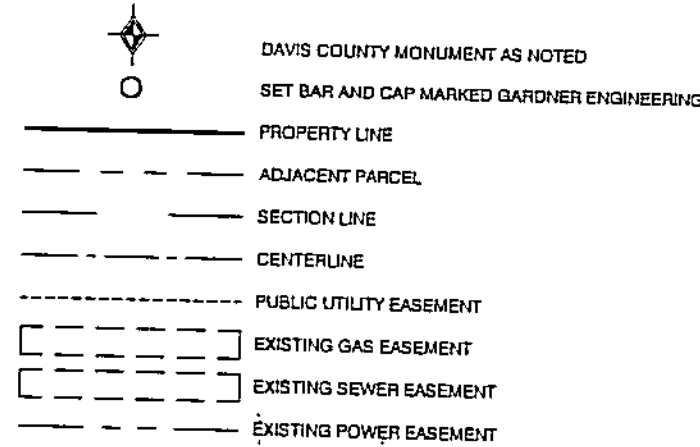 DAVIS COUNTY MONUMENT AS NOTED
SET BAR AND CAP MARKED GARDNER ENGINEERING
PROPERTY LINE
ADJACENT PARCEL
SECTION LINE
CENTERLINE
PUBLIC UTILITY EASEMENT
EXISTING GAS EASEMENT
EXISTING SEWER EASEMENT
EXISTING POWER EASEMENT